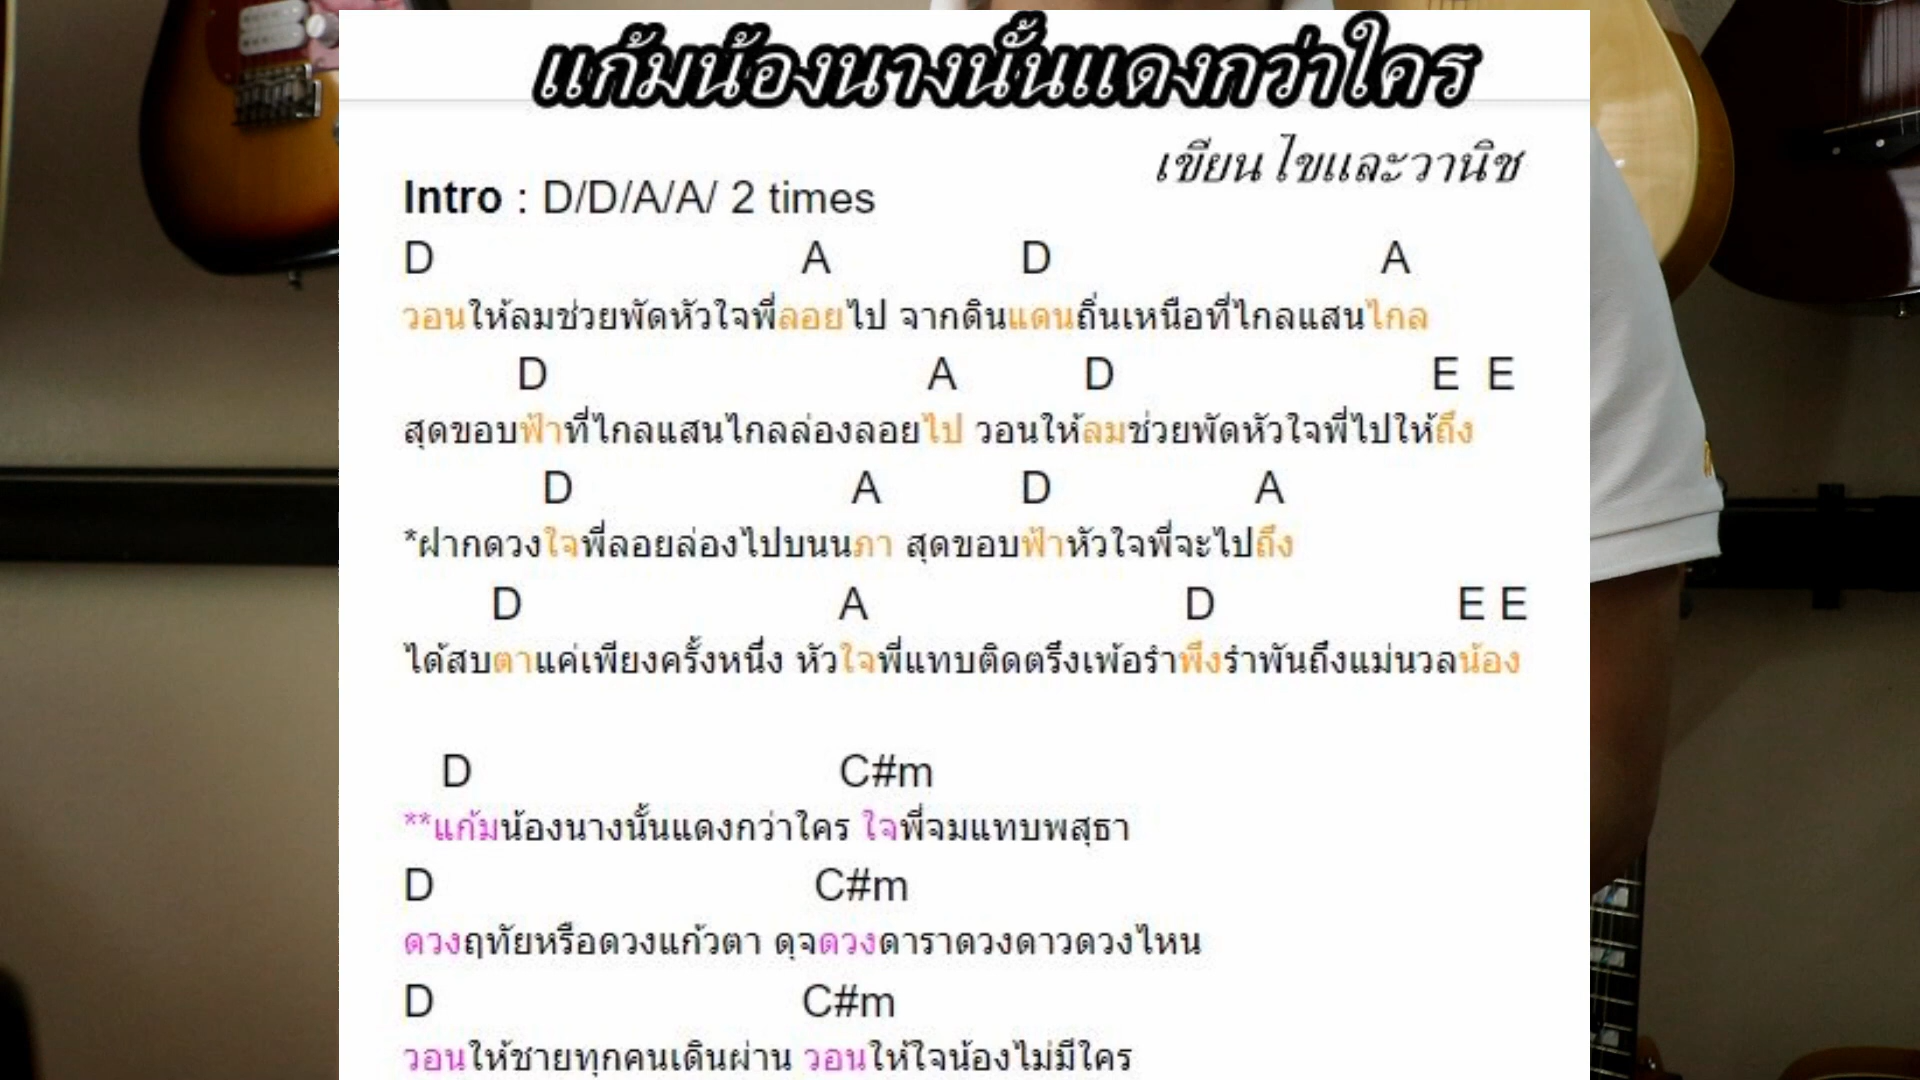 แก้มน้องนางนั้นแดงกว่าใคร
เขียนไขและวานิช
Intro : D/D/A/A/ 2 times
D A D A
วอนให้ลมช่วยพัดหัวใจพี่ลอยไป จากดินแดนถิ่นเหนือที่ไกลแสนไกล
D A D E E
สุดขอบฟ้าที่ไกลแสนไกลล่องลอยไป วอนให้ลมช่วยพัดหัวใจพี่ไปให้ถึง
D A D A
*ฝากดวงใจพี่ลอยล่องไปบนนภา สุดขอบฟ้าหัวใจพี่จะไปถึง
D A D E E
ได้สบตาแค่เพียงครั้งหนึ่ง หัวใจพี่แทบติดตรึงเพ้อรำพึงรำพันถึงแม่นวลน้อง
D C#m
**แก้มน้องนางนั้นแดงกว่าใคร ใจพี่จมแทบพสุธา
D C#m
ดวงฤทัยหรือดวงแก้วตา ดุจดวงดาราดวงดาวดวงไหน
D C#m
วอนให้ชายทุกคนเดินผ่าน วอนให้ใจน้องไม่มีใคร